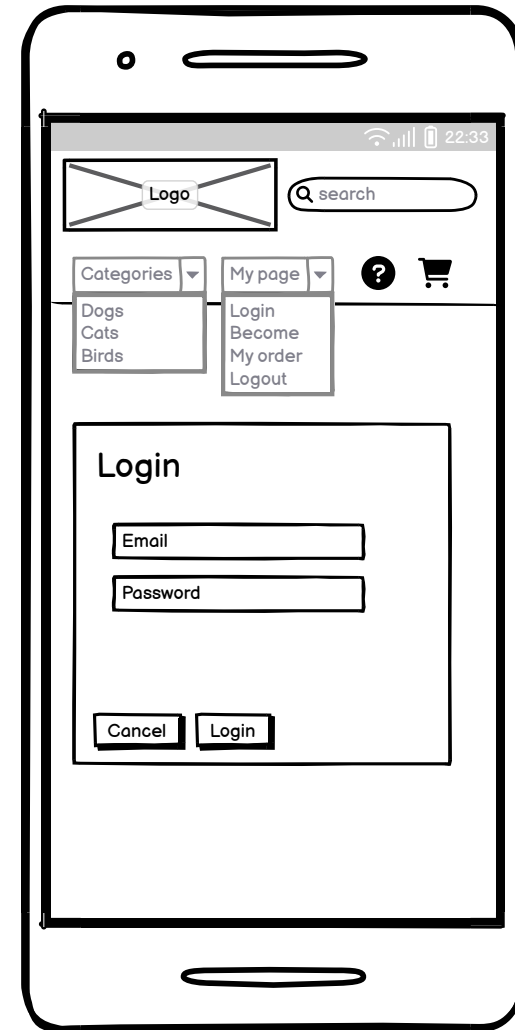 22:33
Logo
search
Categories
My page
?
Dogs
Cats
Birds
Login
Become
My order
Logout
Login
Email
Password
Cancel
Login